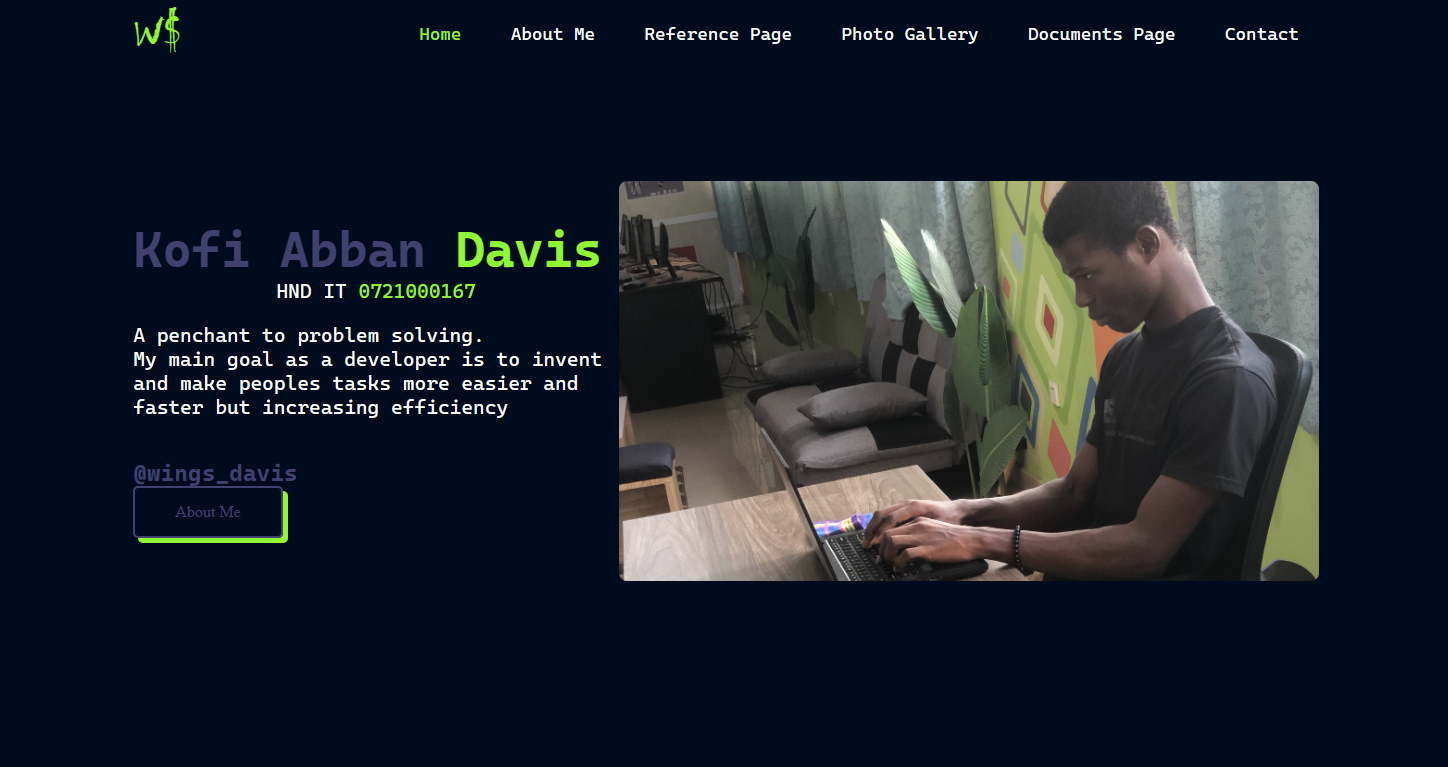 W$
Home About Me Reference Page Photo Gallery Documents Page Contact
Kofi Abban Davis
HND IT 0721000167
A penchant to problem solving.
My main goal as a developer is to invent
and make peoples tasks more easier and
faster but increasing efficiency
@wings_davis
About Me